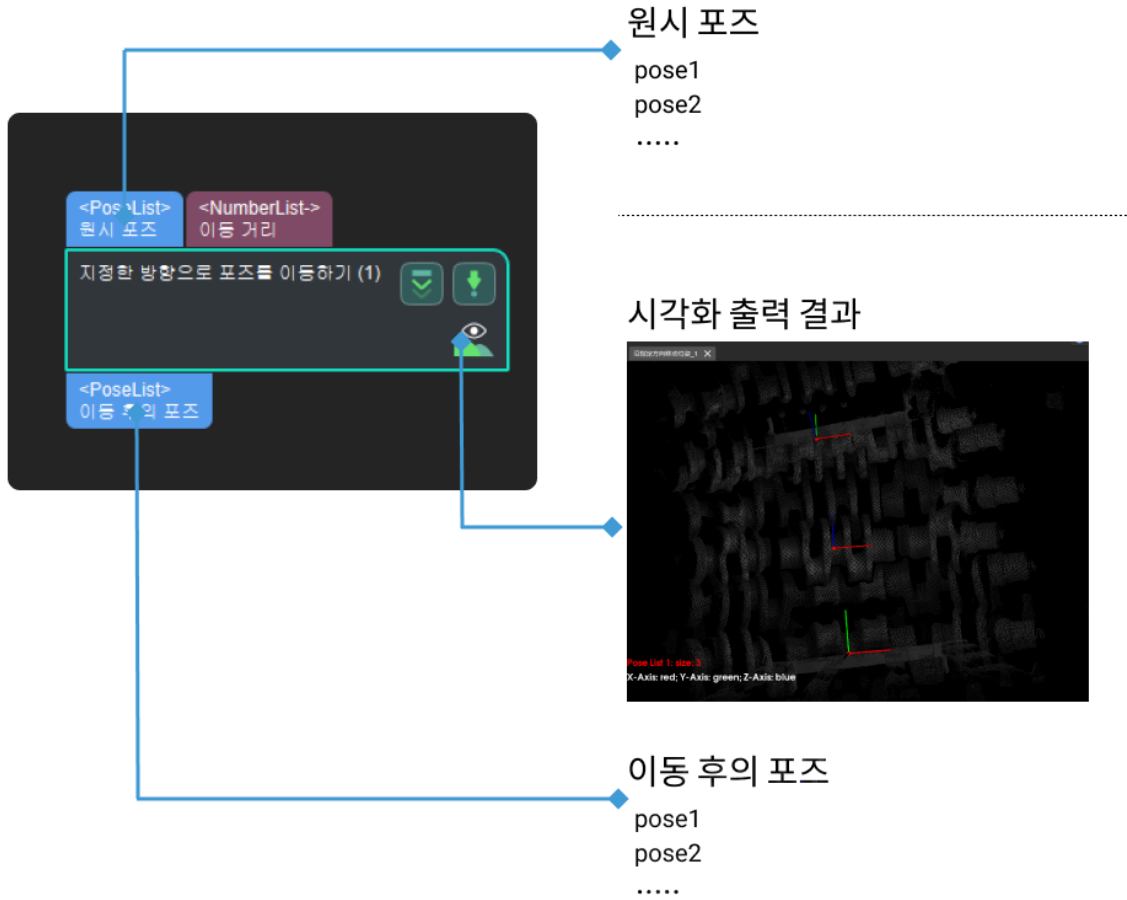 원시 포즈
pose1
pose2
.....
<PoseList>
원시 포즈
<NumberList->
이동 거리
지정한 방향으로 포즈를 이동하기 (1)
<PoseList>
이동 후의 포즈
시각화 출력 결과
Pose List 1: size: 3
X-Axis: red; Y-Axis: green; Z-Axis: blue
이동 후의 포즈
pose1
pose2
.....